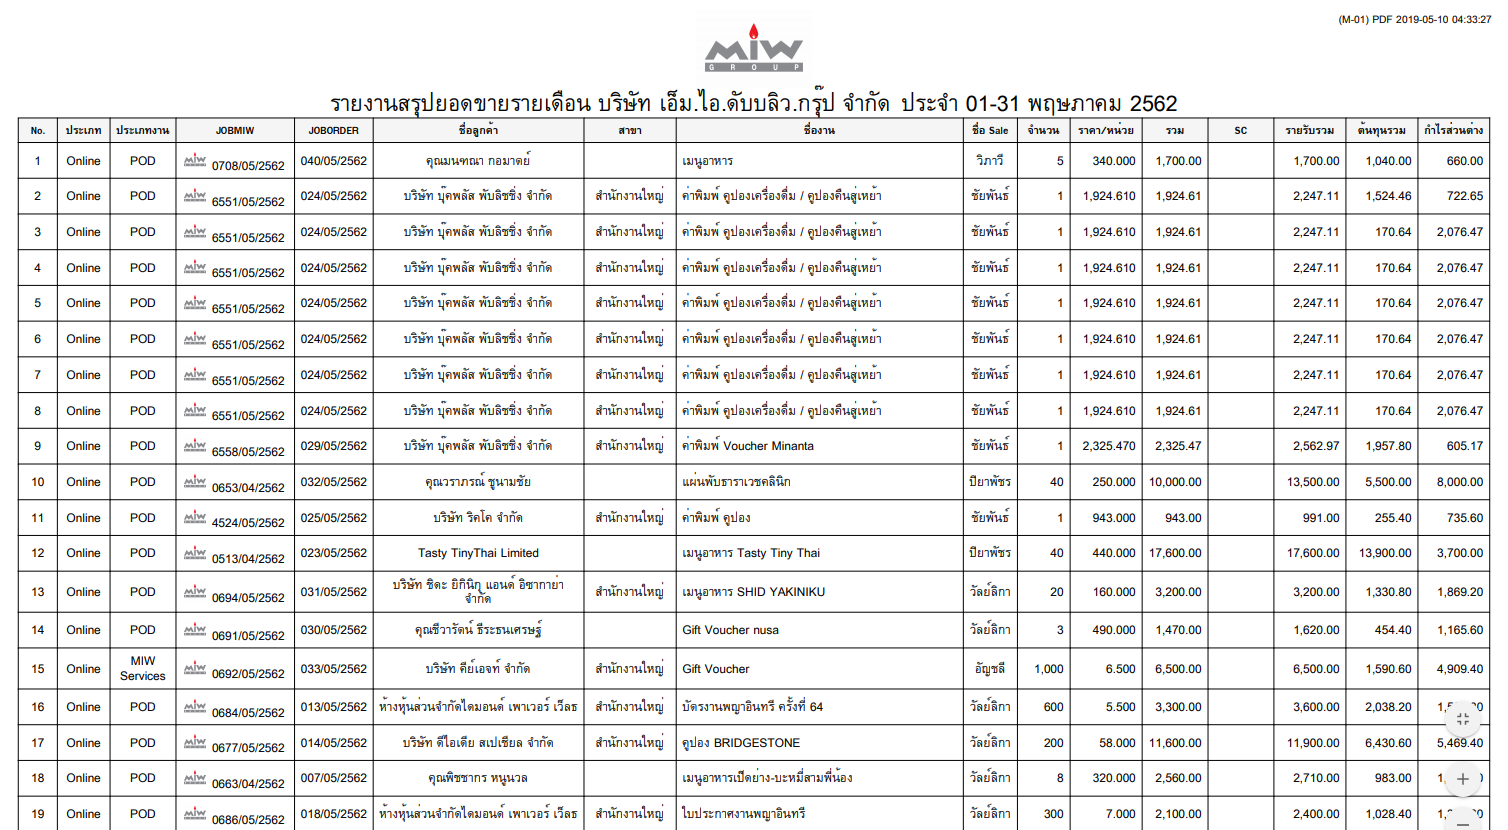 (M-01) PDF 2019-05-10 04:33:27
MiW
GROUP
รายงานสรุปยอดขายรายเดือน บริษัท เอ็ม.ไอ.ดับบลิว.กรุ๊ป จำกัด ประจำ 01-31 พฤษภาคม 2562
No. ประเภท ประเภทงาน JOBMIW JOBORDER ชื่อลูกค้า สาขา ชื่องาน ชื่อ Sale จำนวน ราคา/หน่วย รวม SC รายรับรวม ต้นทุนรวม กำไรส่วนต่าง
1 Online POD MiW 0708/05/2562 040/05/2562 คุณมนฑณา กอมาตย์ เมนูอาหาร วิภาวี 5 340.000 1,700.00 1,700.00 1,040.00 660.00
2 Online POD MiW 6551/05/2562 024/05/2562 บริษัท บุ๊คพลัส พับลิชชิ่ง จำกัด สำนักงานใหญ่ ค่าพิมพ์ คูปองเครื่องดื่ม / คูปองคืนสู่เหย้า ชัยพันธ์ 1 1,924.610 1,924.61 2,247.11 1,524.46 722.65
3 Online POD MiW 6551/05/2562 024/05/2562 บริษัท บุ๊คพลัส พับลิชชิ่ง จำกัด สำนักงานใหญ่ ค่าพิมพ์ คูปองเครื่องดื่ม / คูปองคืนสู่เหย้า ชัยพันธ์ 1 1,924.610 1,924.61 2,247.11 170.64 2,076.47
4 Online POD MiW 6551/05/2562 024/05/2562 บริษัท บุ๊คพลัส พับลิชชิ่ง จำกัด สำนักงานใหญ่ ค่าพิมพ์ คูปองเครื่องดื่ม / คูปองคืนสู่เหย้า ชัยพันธ์ 1 1,924.610 1,924.61 2,247.11 170.64 2,076.47
5 Online POD MiW 6551/05/2562 024/05/2562 บริษัท บุ๊คพลัส พับลิชชิ่ง จำกัด สำนักงานใหญ่ ค่าพิมพ์ คูปองเครื่องดื่ม / คูปองคืนสู่เหย้า ชัยพันธ์ 1 1,924.610 1,924.61 2,247.11 170.64 2,076.47
6 Online POD MiW 6551/05/2562 024/05/2562 บริษัท บุ๊คพลัส พับลิชชิ่ง จำกัด สำนักงานใหญ่ ค่าพิมพ์ คูปองเครื่องดื่ม / คูปองคืนสู่เหย้า ชัยพันธ์ 1 1,924.610 1,924.61 2,247.11 170.64 2,076.47
7 Online POD MiW 6551/05/2562 024/05/2562 บริษัท บุ๊คพลัส พับลิชชิ่ง จำกัด สำนักงานใหญ่ ค่าพิมพ์ คูปองเครื่องดื่ม / คูปองคืนสู่เหย้า ชัยพันธ์ 1 1,924.610 1,924.61 2,247.11 170.64 2,076.47
8 Online POD MiW 6551/05/2562 024/05/2562 บริษัท บุ๊คพลัส พับลิชชิ่ง จำกัด สำนักงานใหญ่ ค่าพิมพ์ คูปองเครื่องดื่ม / คูปองคืนสู่เหย้า ชัยพันธ์ 1 1,924.610 1,924.61 2,247.11 170.64 2,076.47
9 Online POD MiW 6558/05/2562 029/05/2562 บริษัท บุ๊คพลัส พับลิชชิ่ง จำกัด สำนักงานใหญ่ ค่าพิมพ์ Voucher Minanta ชัยพันธ์ 1 2,325.470 2,325.47 2,562.97 1,957.80 605.17
10 Online POD MiW 0653/04/2562 032/05/2562 คุณวราภรณ์ ชูนามชัย แผ่นพับธาราเวชคลินิก ปิยาพัชร 40 250.000 10,000.00 13,500.00 5,500.00 8,000.00
11 Online POD MiW 4524/05/2562 025/05/2562 บริษัท ริคโค จำกัด สำนักงานใหญ่ ค่าพิมพ์ คูปอง ชัยพันธ์ 1 943.000 943.00 991.00 255.40 735.60
12 Online POD MiW 0513/04/2562 023/05/2562 Tasty TinyThai Limited เมนูอาหาร Tasty Tiny Thai ปิยาพัชร 40 440.000 17,600.00 17,600.00 13,900.00 3,700.00
13 Online POD MiW 0694/05/2562 031/05/2562 บริษัท ชิดะ ยิกินิกุ แอนด์ อิซากาย่า จำกัด สำนักงานใหญ่ เมนูอาหาร SHID YAKINIKU วัลย์ลิกา 20 160.000 3,200.00 3,200.00 1,330.80 1,869.20
14 Online POD MiW 0691/05/2562 030/05/2562 คุณชีวารัตน์ ธีระธนเศรษฐ์ Gift Voucher nusa วัลย์ลิกา 3 490.000 1,470.00 1,620.00 454.40 1,165.60
15 Online MIW Services MiW 0692/05/2562 033/05/2562 บริษัท คีย์เอจท์ จำกัด สำนักงานใหญ่ Gift Voucher อัญชลี 1,000 6.500 6,500.00 6,500.00 1,590.60 4,909.40
16 Online POD MiW 0684/05/2562 013/05/2562 ห้างหุ้นส่วนจำกัดไดมอนด์ เพาเวอร์ เว็ลธ สำนักงานใหญ่ บัตรงานพญาอินทรี ครั้งที่ 64 วัลย์ลิกา 600 5.500 3,300.00 3,600.00 2,038.20
17 Online POD MiW 0677/05/2562 014/05/2562 บริษัท ดีไอเดีย สเปเชียล จำกัด สำนักงานใหญ่ คูปอง BRIDGESTONE วัลย์ลิกา 200 58.000 11,600.00 11,900.00 6,430.60 5,469.40
18 Online POD MiW 0663/04/2562 007/05/2562 คุณพิชชากร หนูนวล เมนูอาหารเป็ดย่าง-บะหมี่สามพี่น้อง วัลย์ลิกา 8 320.000 2,560.00 2,710.00 983.00
19 Online POD MiW 0686/05/2562 018/05/2562 ห้างหุ้นส่วนจำกัดไดมอนด์ เพาเวอร์ เว็ลธ สำนักงานใหญ่ ใบประกาศงานพญาอินทรี วัลย์ลิกา 300 7.000 2,100.00 2,400.00 1,028.40